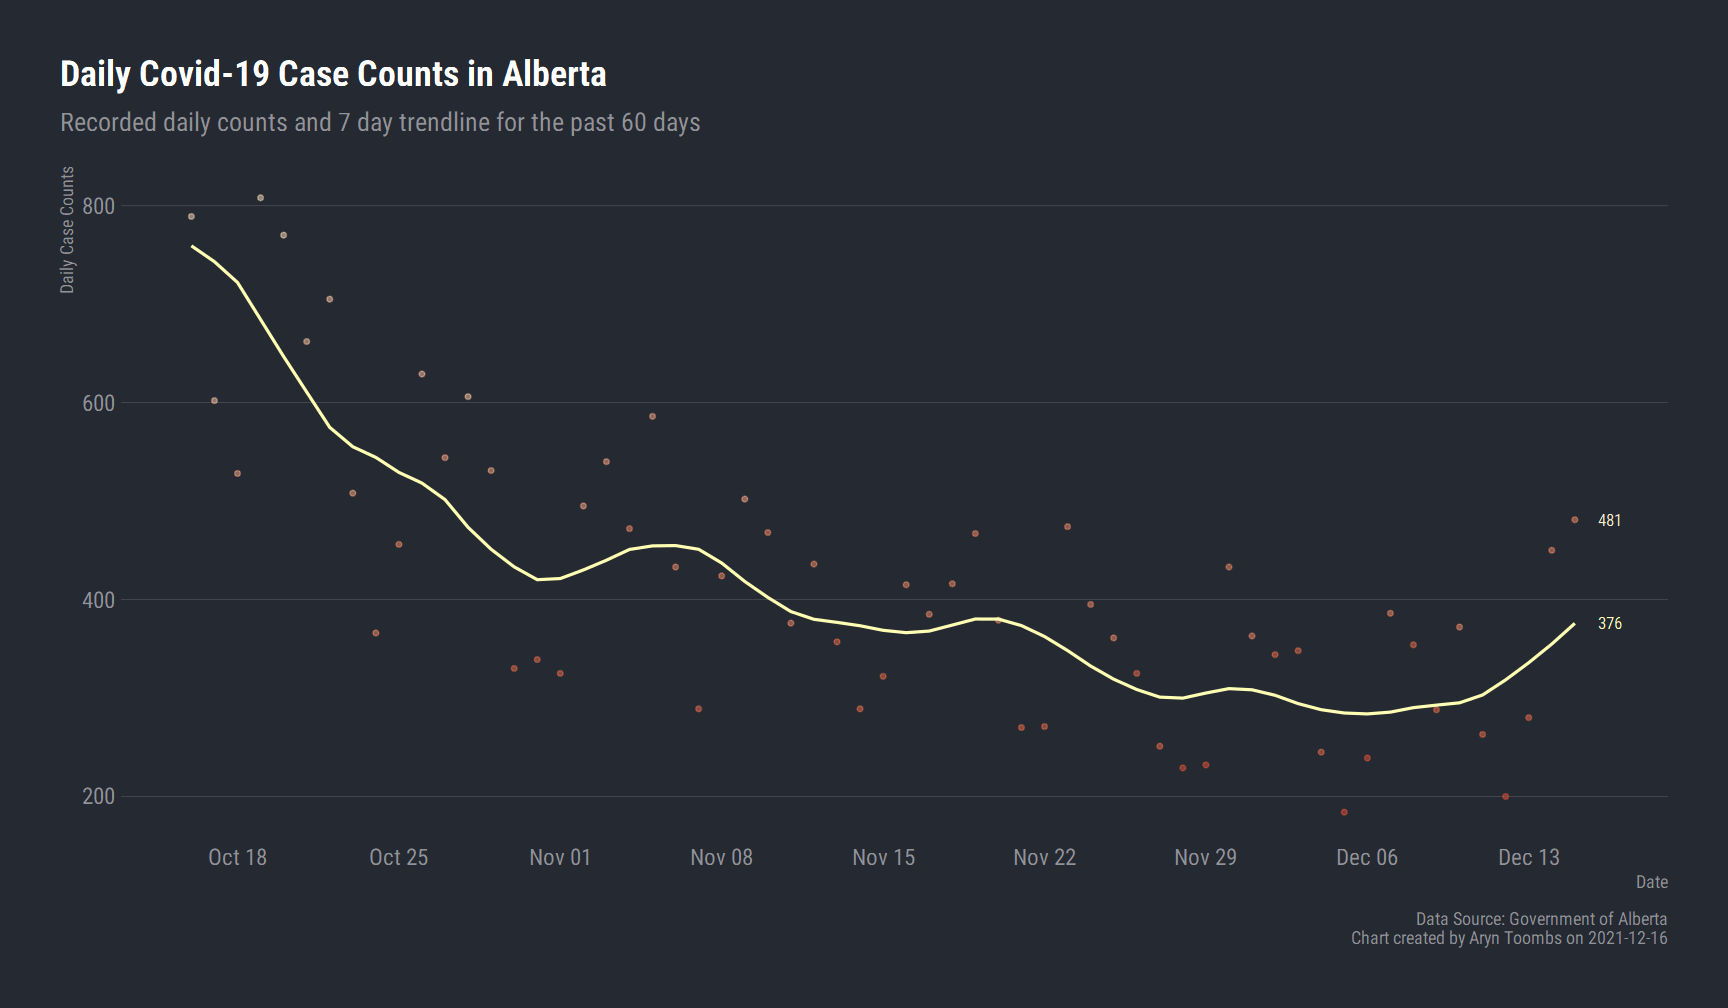 Daily Covid-19 Case Counts in Alberta
Recorded daily counts and 7 day trendline for the past 60 days
Daily Case Counts
800
600
400
200
481
376
Oct 18
Oct 25
Nov 01
Nov 08
Nov 15
Nov 22
Nov 29
Dec 06
Dec 13
Date
Data Source: Government of Alberta
Chart created by Aryn Toombs on 2021-12-16